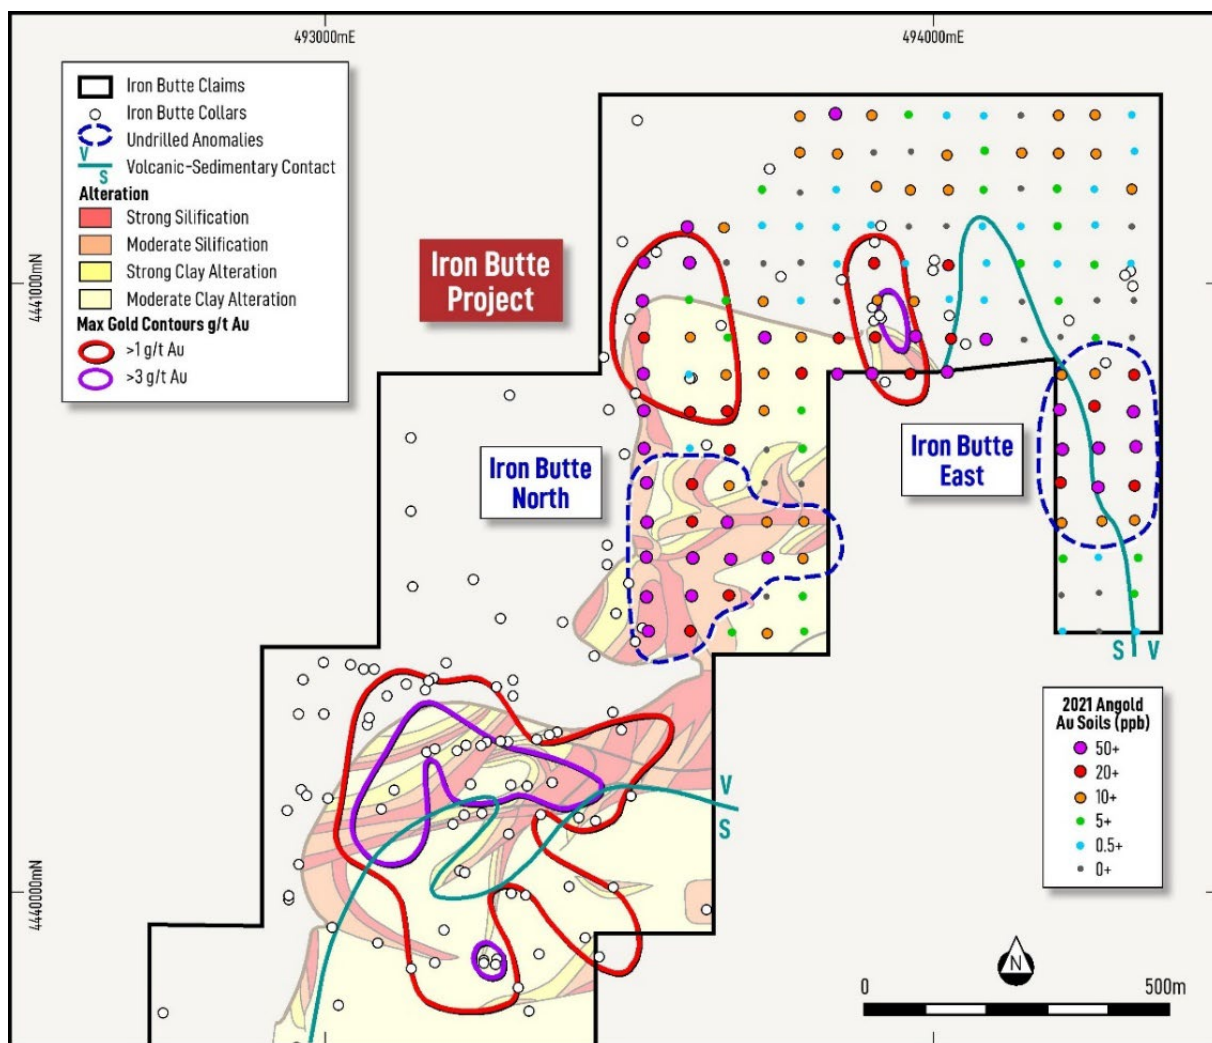 493000mE
494000mE
Iron Butte Claims
Iron Butte Collars
Undrilled Anomalies
V
Volcanic-Sedimentary Contact
S
Alteration
Strong Silification
Moderate Silification
Strong Clay Alteration
Moderate Clay Alteration
Max Gold Contours g/t Au
>1 g/t Au
>3 g/t Au
4441000mN
Iron Butte
Project
Iron Butte
North
Iron Butte
East
S V
2021 Angold
Au Soils (ppb)
50+
20+
10+
5+
0.5+
0+
V
S
4440000mN
N
0
500m